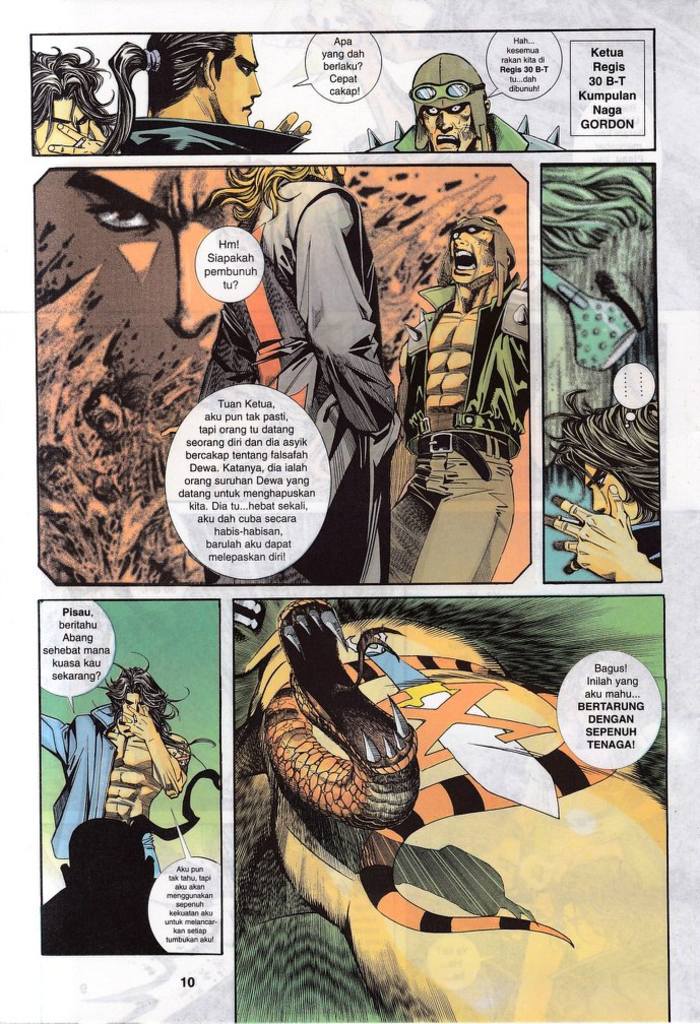 Apa
yang dah
berlaku?
Cepat
cakap!
Hah...
kesemua
rakan kita di
Regis 30 B-T
tu...dah
dibunuh!
Ketua
Regis
30 B-T
Kumpulan
Naga
GORDON
Hm!
Siapakah
pembunuh
tu?
Tuan Ketua,
aku pun tak pasti,
tapi orang tu datang
seorang diri dan dia asyik
bercakap tentang falsafah
Dewa. Katanya, dia ialah
orang suruhan Dewa yang
datang untuk menghapuskan
kita. Dia tu...hebat sekali,
aku dah cuba secara
habis-habisan,
barulah aku dapat
melepaskan diri!
........
Pisau,
beritahu
Abang
sehebat mana
kuasa kau
sekarang?
Aku pun
tak tahu, tapi
aku akan
menggunakan
sepenuh
kekuatan aku
untuk melancar-
kan setiap
tumbukan aku!
Bagus!
Inilah yang
aku mahu...
BERTARUNG
DENGAN
SEPENUH
TENAGA!
10